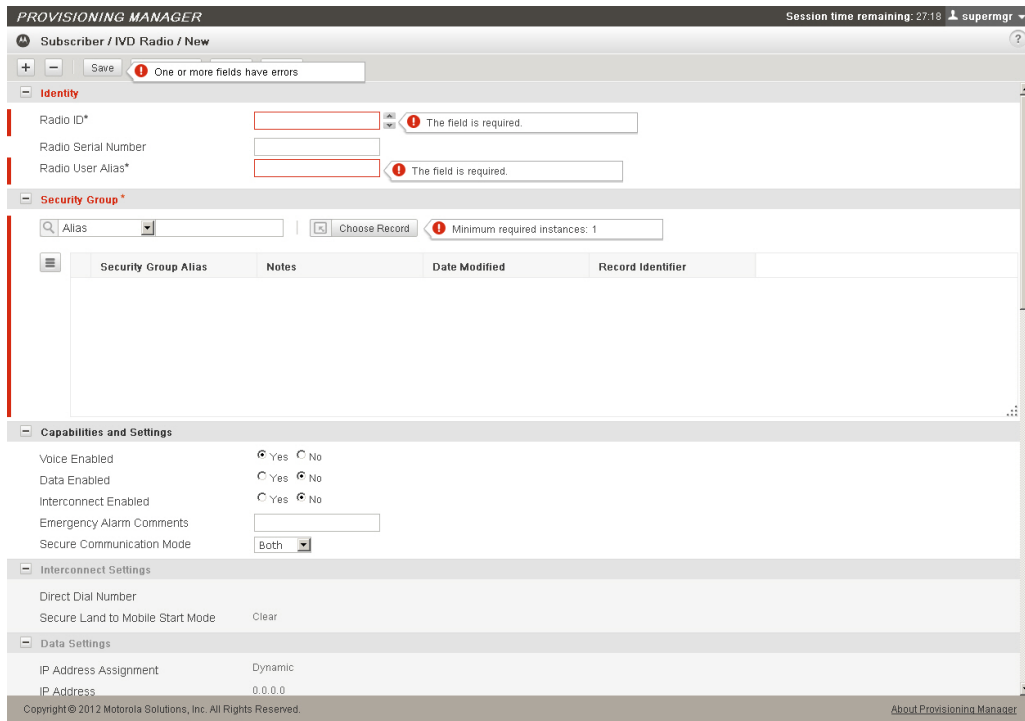 PROVISIONING MANAGER Session time remaining: 27:18 supermgr
Subscriber / IVD Radio / New ?
+ − Save ! One or more fields have errors
− Identity
Radio ID* ! The field is required.
Radio Serial Number
Radio User Alias* ! The field is required.
− Security Group*
Alias Choose Record ! Minimum required instances: 1
Security Group Alias Notes Date Modified Record Identifier
− Capabilities and Settings
Voice Enabled Yes No
Data Enabled Yes No
Interconnect Enabled Yes No
Emergency Alarm Comments
Secure Communication Mode Both
− Interconnect Settings
Direct Dial Number
Secure Land to Mobile Start Mode Clear
− Data Settings
IP Address Assignment Dynamic
IP Address 0.0.0.0
Copyright © 2012 Motorola Solutions, Inc. All Rights Reserved. About Provisioning Manager